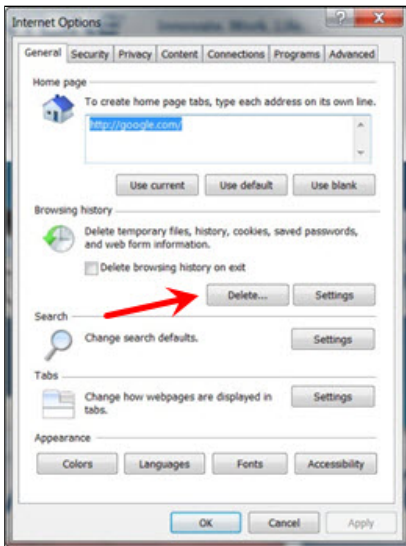 Internet Options
General Security Privacy Content Connections Programs Advanced
Home page
To create home page tabs, type each address on its own line.
http://google.com/
Use current Use default Use blank
Browsing history
Delete temporary files, history, cookies, saved passwords,
and web form information.
Delete browsing history on exit
Delete... Settings
Search
Change search defaults.
Settings
Tabs
Change how webpages are displayed in
tabs.
Settings
Appearance
Colors Languages Fonts Accessibility
OK Cancel Apply